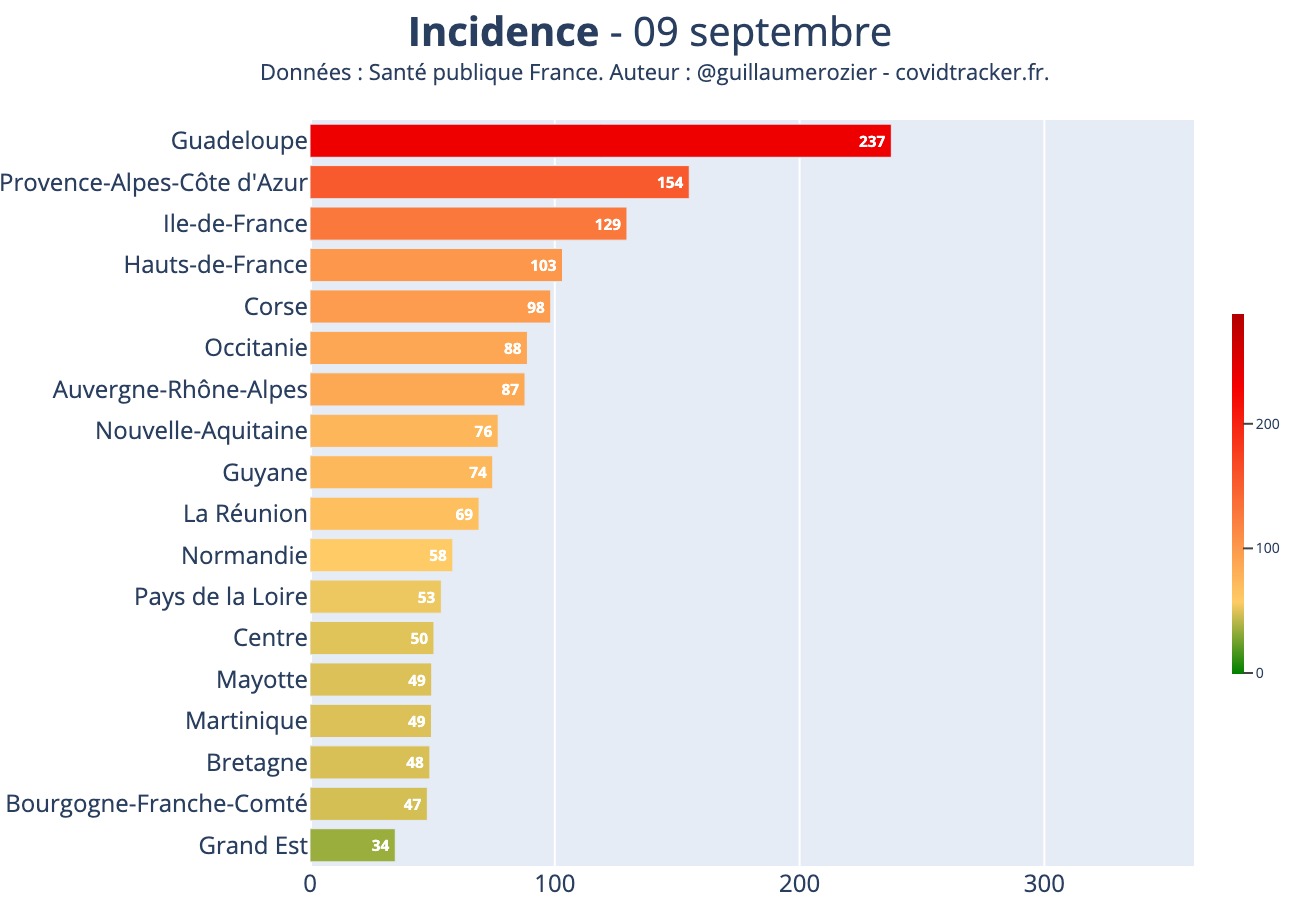 Incidence - 09 septembre
Données : Santé publique France. Auteur : @guillaumerozier - covidtracker.fr.
Guadeloupe 237
Provence-Alpes-Côte d'Azur 154
Ile-de-France 129
Hauts-de-France 103
Corse 98
Occitanie 88
Auvergne-Rhône-Alpes 87
Nouvelle-Aquitaine 76
Guyane 74
La Réunion 69
Normandie 58
Pays de la Loire 53
Centre 50
Mayotte 49
Martinique 49
Bretagne 48
Bourgogne-Franche-Comté 47
Grand Est 34
0 100 200 300
200
100
0